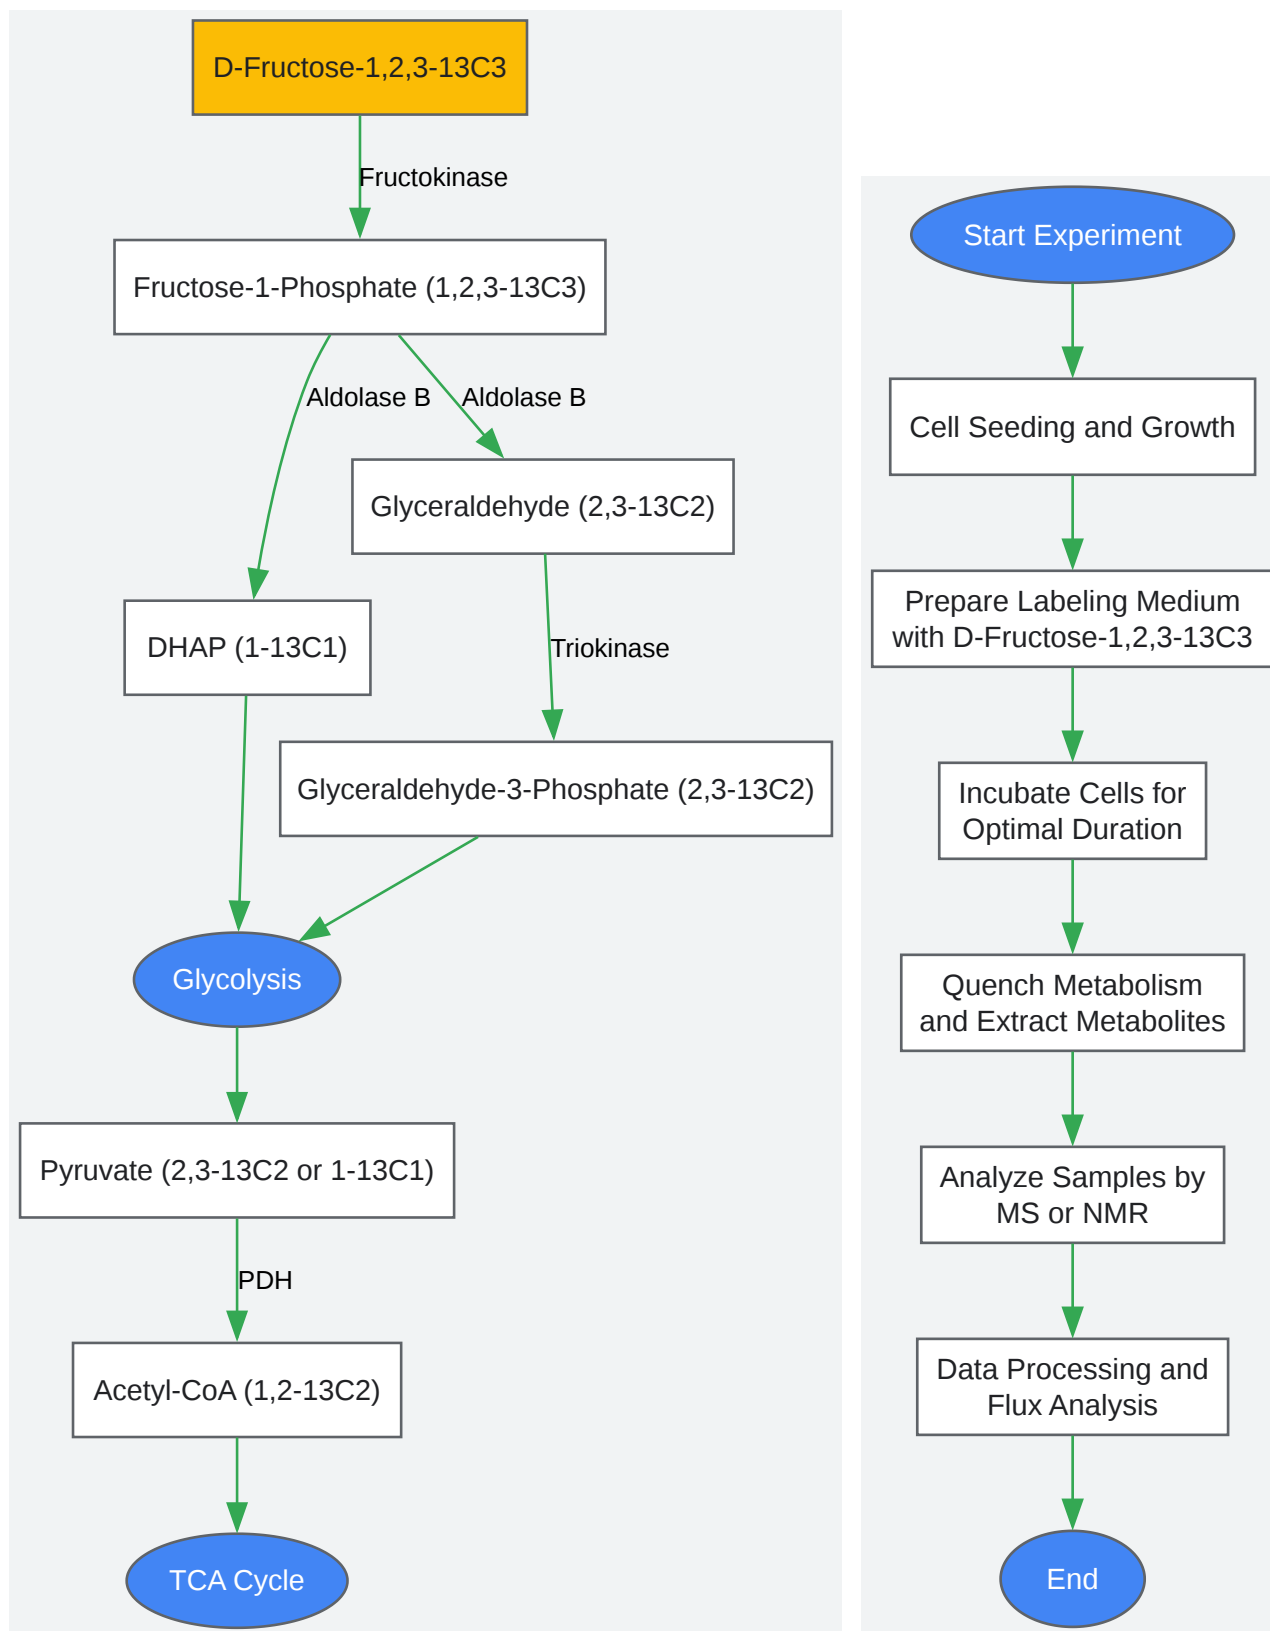 D-Fructose-1,2,3-13C3
Fructokinase
Fructose-1-Phosphate (1,2,3-13C3)
Aldolase B
Aldolase B
Glyceraldehyde (2,3-13C2)
DHAP (1-13C1)
Triokinase
Glyceraldehyde-3-Phosphate (2,3-13C2)
Glycolysis
Pyruvate (2,3-13C2 or 1-13C1)
PDH
Acetyl-CoA (1,2-13C2)
TCA Cycle
Start Experiment
Cell Seeding and Growth
Prepare Labeling Medium
with D-Fructose-1,2,3-13C3
Incubate Cells for
Optimal Duration
Quench Metabolism
and Extract Metabolites
Analyze Samples by
MS or NMR
Data Processing and
Flux Analysis
End